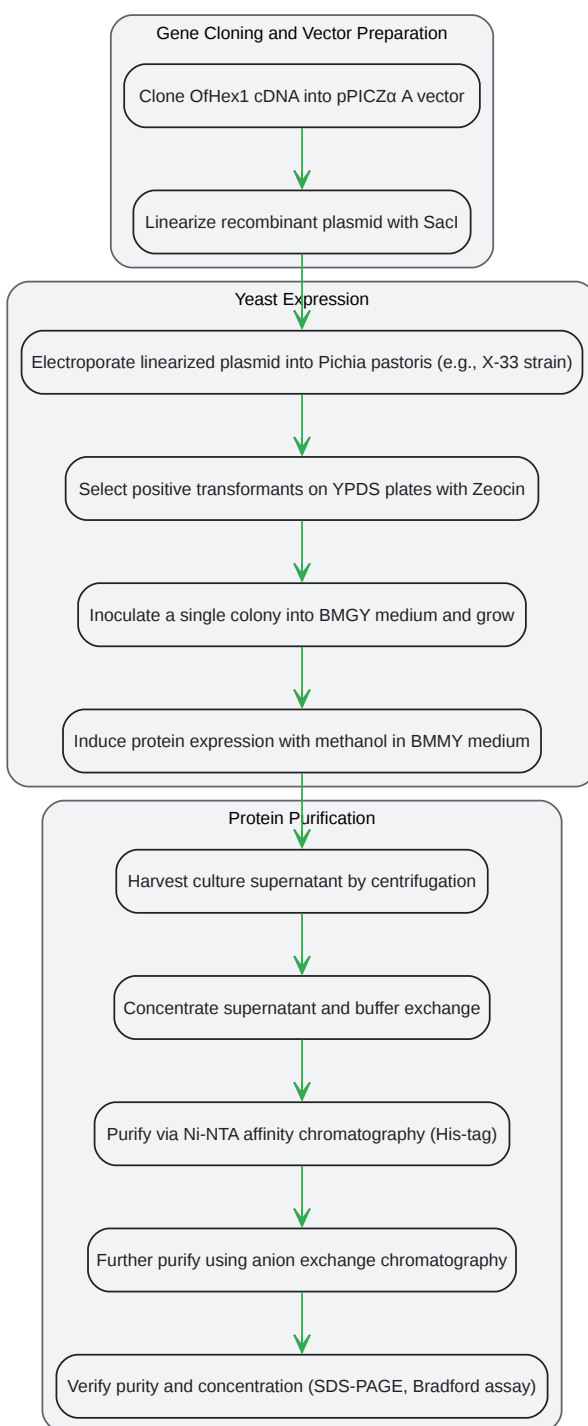 Gene Cloning and Vector Preparation
Clone OfHex1 cDNA into pPICZα A vector
Linearize recombinant plasmid with SacI
Yeast Expression
Electroporate linearized plasmid into Pichia pastoris (e.g., X-33 strain)
Select positive transformants on YPDS plates with Zeocin
Inoculate a single colony into BMGY medium and grow
Induce protein expression with methanol in BMMY medium
Protein Purification
Harvest culture supernatant by centrifugation
Concentrate supernatant and buffer exchange
Purify via Ni-NTA affinity chromatography (His-tag)
Further purify using anion exchange chromatography
Verify purity and concentration (SDS-PAGE, Bradford assay)